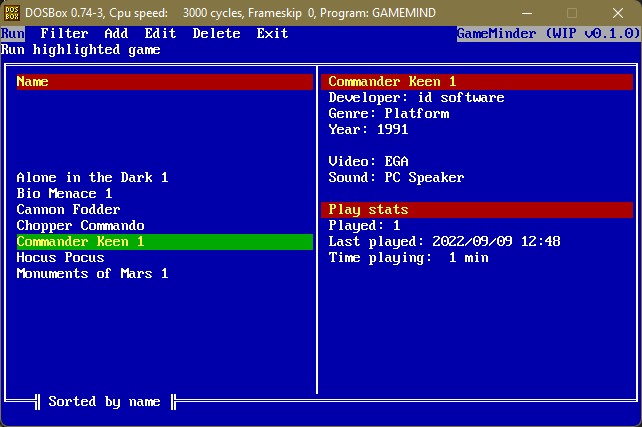 DOSBox 0.74-3, Cpu speed: 3000 cycles, Frameskip 0, Program: GAMEMIND
Run Filter Add Edit Delete Exit GameMinder (WIP v0.1.0)
Run highlighted game
Name
Alone in the Dark 1
Bio Menace 1
Cannon Fodder
Chopper Commando
Commander Keen 1
Hocus Pocus
Monuments of Mars 1
Commander Keen 1
Developer: id software
Genre: Platform
Year: 1991
Video: EGA
Sound: PC Speaker
Play stats
Played: 1
Last played: 2022/09/09 12:48
Time playing: 1 min
Sorted by name